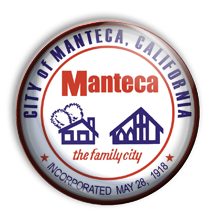 CITY OF MANTECA, CALIFORNIA
Manteca
the family city
INCORPORATED MAY 28, 1918